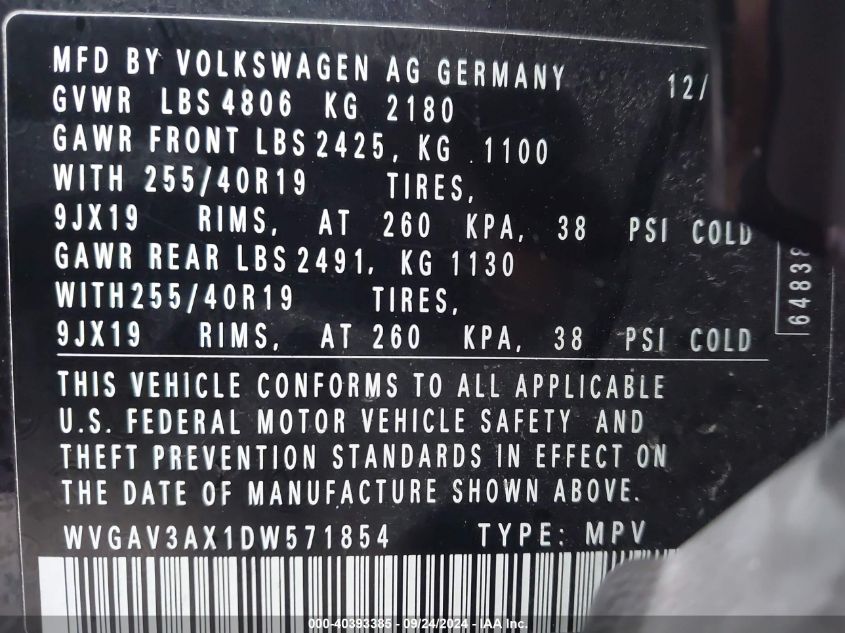 MFD BY VOLKSWAGEN AG GERMANY 12/
GVWR LBS 4806 KG 2180
GAWR FRONT LBS 2425, KG 1100
WITH 255/40R19 TIRES,
9JX19 RIMS, AT 260 KPA, 38 PSI COLD
GAWR REAR LBS 2491, KG 1130
WITH255/40R19 TIRES,
9JX19 RIMS, AT 260 KPA, 38 PSI COLD
64838
THIS VEHICLE CONFORMS TO ALL APPLICABLE
U.S. FEDERAL MOTOR VEHICLE SAFETY AND
THEFT PREVENTION STANDARDS IN EFFECT ON
THE DATE OF MANUFACTURE SHOWN ABOVE.
WVGAV3AX1DW571854 TYPE: MPV
000-40393385 - 09/24/2024 - IAA Inc.